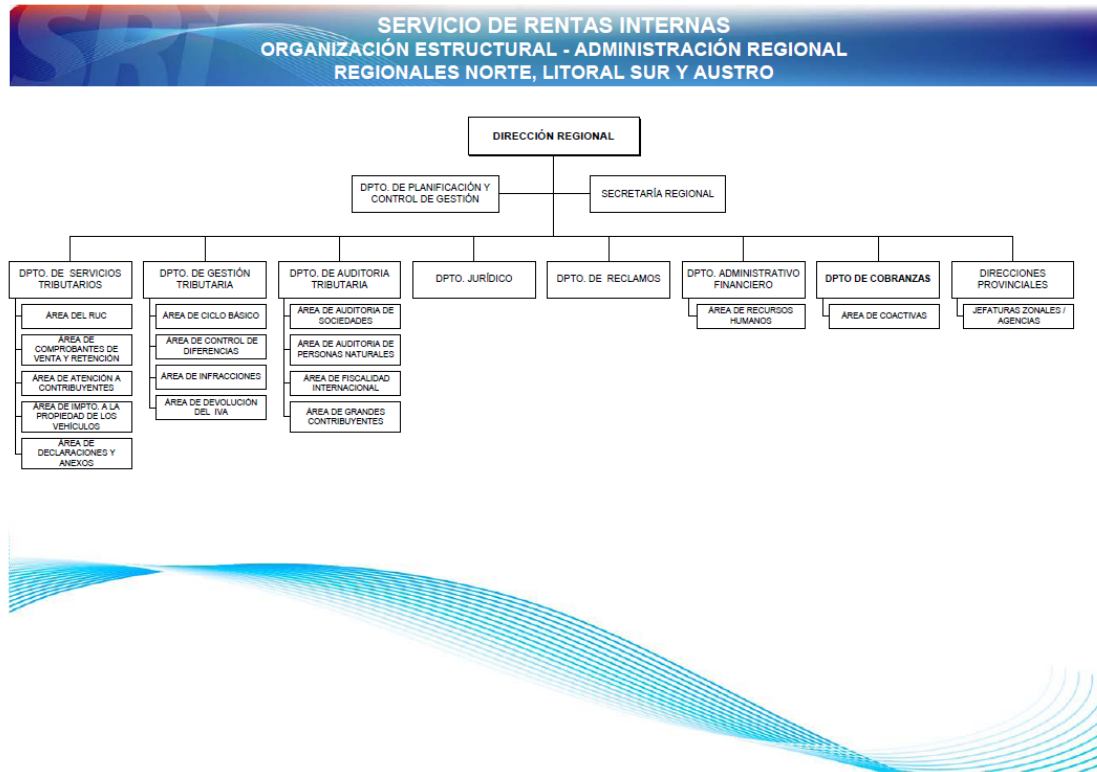 SRi
SERVICIO DE RENTAS INTERNAS
ORGANIZACIÓN ESTRUCTURAL - ADMINISTRACIÓN REGIONAL
REGIONALES NORTE, LITORAL SUR Y AUSTRO
DIRECCIÓN REGIONAL
DPTO. DE PLANIFICACIÓN Y
CONTROL DE GESTIÓN
SECRETARÍA REGIONAL
DPTO. DE SERVICIOS
TRIBUTARIOS
ÁREA DEL RUC
ÁREA DE
COMPROBANTES DE
VENTA Y RETENCIÓN
ÁREA DE ATENCIÓN A
CONTRIBUYENTES
ÁREA DE IMPTO. A LA
PROPIEDAD DE LOS
VEHÍCULOS
ÁREA DE
DECLARACIONES Y
ANEXOS
DPTO. DE GESTIÓN
TRIBUTARIA
ÁREA DE CICLO BÁSICO
ÁREA DE CONTROL DE
DIFERENCIAS
ÁREA DE INFRACCIONES
ÁREA DE DEVOLUCIÓN
DEL IVA
DPTO. DE AUDITORIA
TRIBUTARIA
ÁREA DE AUDITORIA DE
SOCIEDADES
ÁREA DE AUDITORIA DE
PERSONAS NATURALES
ÁREA DE FISCALIDAD
INTERNACIONAL
ÁREA DE GRANDES
CONTRIBUYENTES
DPTO. JURÍDICO
DPTO. DE RECLAMOS
DPTO. ADMINISTRATIVO
FINANCIERO
ÁREA DE RECURSOS
HUMANOS
DPTO DE COBRANZAS
ÁREA DE COACTIVAS
DIRECCIONES
PROVINCIALES
JEFATURAS ZONALES /
AGENCIAS